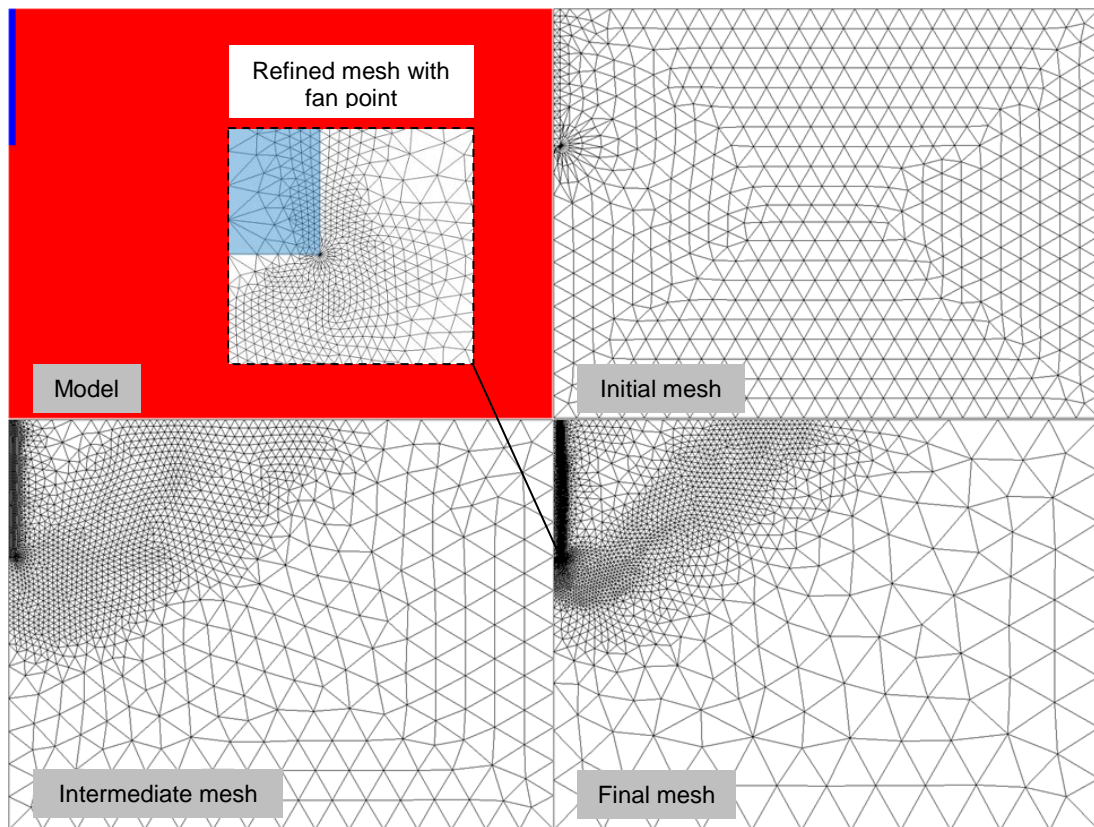 Refined mesh with
fan point
Model
Initial mesh
Intermediate mesh
Final mesh